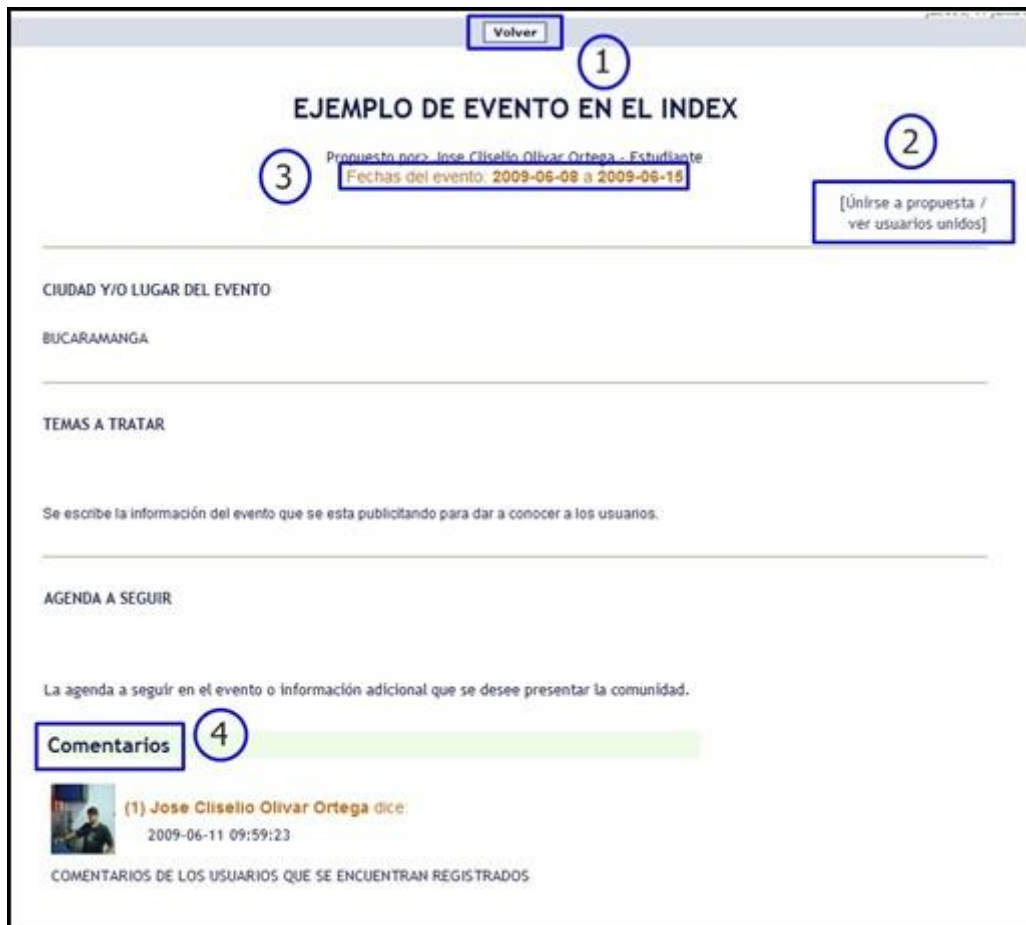 Volver
1
EJEMPLO DE EVENTO EN EL INDEX
2
Propuesto por> Jose Cliselio Olivar Ortega - Estudiante
3
Fechas del evento: 2009-06-08 a 2009-06-15
[Únirse a propuesta /
ver usuarios unidos]
CIUDAD Y/O LUGAR DEL EVENTO
BUCARAMANGA
TEMAS A TRATAR
Se escribe la información del evento que se esta publicitando para dar a conocer a los usuarios.
AGENDA A SEGUIR
La agenda a seguir en el evento o información adicional que se desee presentar la comunidad.
Comentarios
4
(1) Jose Cliselio Olivar Ortega dice:
2009-06-11 09:59:23
COMENTARIOS DE LOS USUARIOS QUE SE ENCUENTRAN REGISTRADOS